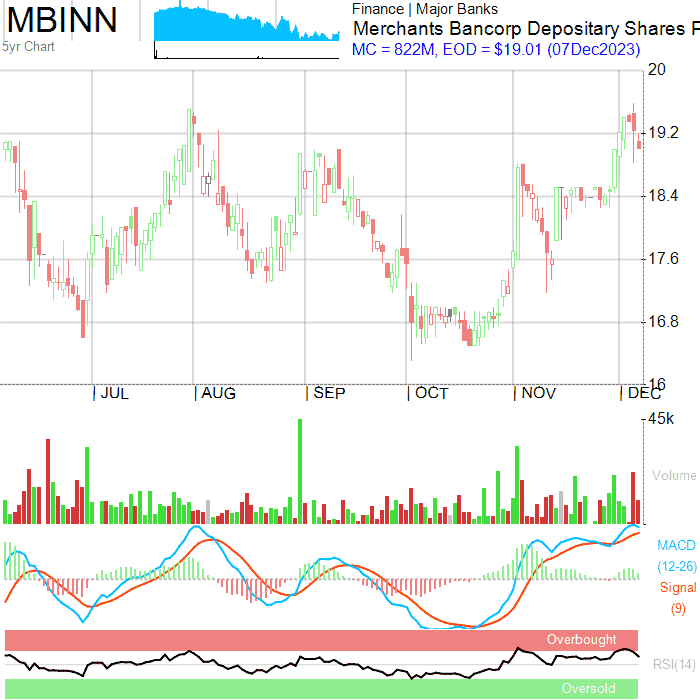 MBINN
5yr Chart
Finance | Major Banks
Merchants Bancorp Depositary Shares
MC = 822M, EOD = $19.01 (07Dec2023)
20
19.2
18.4
17.6
16.8
16
| JUL | AUG | SEP | OCT | NOV | DEC
45k
Volume
MACD
(12-26)
Signal
(9)
Overbought
RSI(14)
Oversold